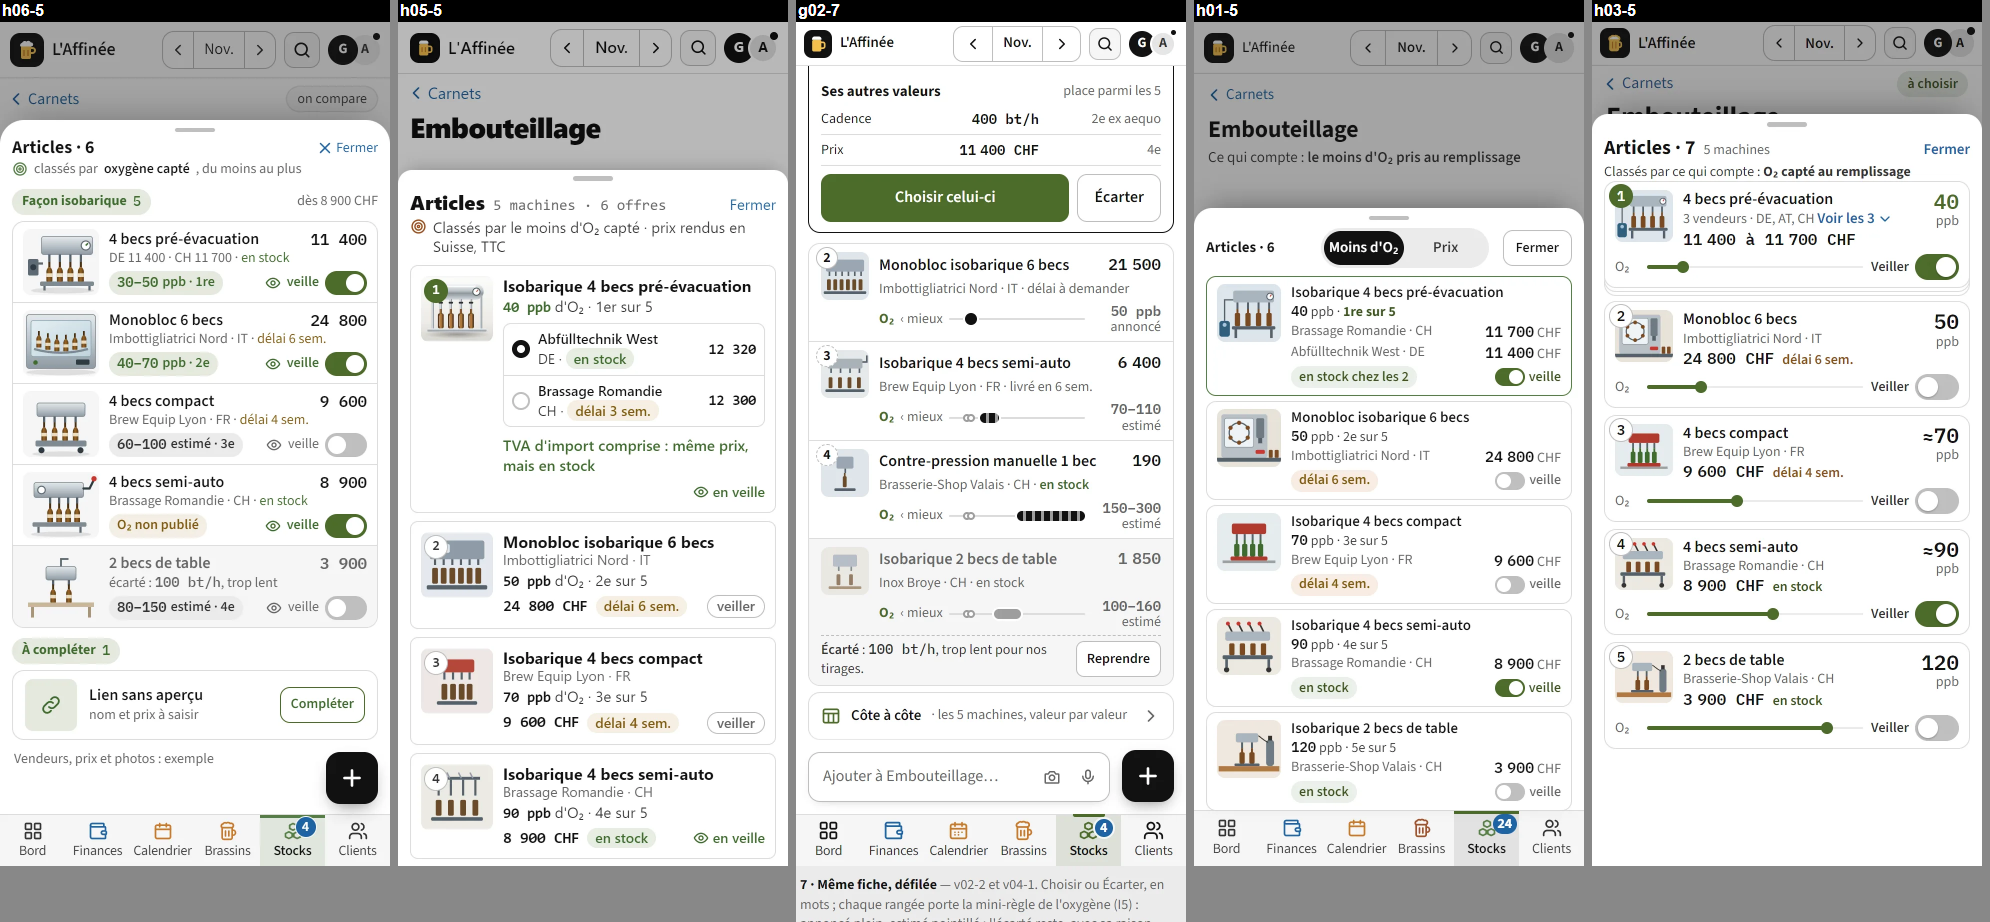 h06-5
L'Affinée
Nov.
G
A
Carnets
on compare
Articles · 6
Fermer
classés par oxygène capté , du moins au plus
Façon isobarique 5
dès 8 900 CHF
4 becs pré-évacuation
11 400
DE 11 400 · CH 11 700 · en stock
30–50 ppb · 1re
veille
Monobloc 6 becs
24 800
Imbottigliatrici Nord · IT · délai 6 sem.
40–70 ppb · 2e
veille
4 becs compact
9 600
Brew Equip Lyon · FR · délai 4 sem.
60–100 estimé · 3e
veille
4 becs semi-auto
8 900
Brassage Romandie · CH · en stock
O₂ non publié
veille
2 becs de table
3 900
écarté : 100 bt/h, trop lent
80–150 estimé · 4e
veille
À compléter 1
Lien sans aperçu
nom et prix à saisir
Compléter
Vendeurs, prix et photos : exemple
+
Bord
Finances
Calendrier
Brassins
4
Stocks
Clients
h05-5
L'Affinée
Nov.
G
A
Carnets
Embouteillage
Articles 5 machines · 6 offres
Fermer
Classés par le moins d'O₂ capté · prix rendus en
Suisse, TTC
1
Isobarique 4 becs pré-évacuation
40 ppb d'O₂ · 1er sur 5
Abfülltechnik West
DE · en stock
12 320
Brassage Romandie
CH · délai 3 sem.
12 300
TVA d'import comprise : même prix,
mais en stock
en veille
2
Monobloc isobarique 6 becs
Imbottigliatrici Nord · IT
50 ppb d'O₂ · 2e sur 5
24 800 CHF délai 6 sem.
veiller
3
Isobarique 4 becs compact
Brew Equip Lyon · FR
70 ppb d'O₂ · 3e sur 5
9 600 CHF délai 4 sem.
veiller
4
Isobarique 4 becs semi-auto
Brassage Romandie · CH
90 ppb d'O₂ · 4e sur 5
8 900 CHF en stock
en veille
g02-7
L'Affinée
Nov.
G
A
Ses autres valeurs
place parmi les 5
Cadence
400 bt/h
2e ex aequo
Prix
11 400 CHF
4e
Choisir celui-ci
Écarter
2
Monobloc isobarique 6 becs
21 500
Imbottigliatrici Nord · IT · délai à demander
O₂ ‹ mieux
50 ppb
annoncé
3
Isobarique 4 becs semi-auto
6 400
Brew Equip Lyon · FR · livré en 6 sem.
O₂ ‹ mieux
70–110
estimé
4
Contre-pression manuelle 1 bec
190
Brasserie-Shop Valais · CH · en stock
O₂ ‹ mieux
150–300
estimé
Isobarique 2 becs de table
1 850
Inox Broye · CH · en stock
O₂ ‹ mieux
100–160
estimé
Écarté : 100 bt/h, trop lent pour nos
tirages.
Reprendre
Côte à côte · les 5 machines, valeur par valeur
Ajouter à Embouteillage…
+
Bord
Finances
Calendrier
Brassins
4
Stocks
Clients
7 · Même fiche, défilée — v02-2 et v04-1. Choisir ou Écarter, en
mots ; chaque rangée porte la mini-règle de l'oxygène (I5) :
h01-5
L'Affinée
Nov.
G
A
Carnets
Embouteillage
Ce qui compte : le moins d'O₂ pris au remplissage
Articles · 6
Moins d'O₂
Prix
Fermer
Isobarique 4 becs pré-évacuation
40 ppb · 1re sur 5
Brassage Romandie · CH
11 700 CHF
Abfülltechnik West · DE
11 400 CHF
en stock chez les 2
veille
Monobloc isobarique 6 becs
50 ppb · 2e sur 5
Imbottigliatrici Nord · IT
24 800 CHF
délai 6 sem.
veille
Isobarique 4 becs compact
70 ppb · 3e sur 5
Brew Equip Lyon · FR
9 600 CHF
délai 4 sem.
veille
Isobarique 4 becs semi-auto
90 ppb · 4e sur 5
Brassage Romandie · CH
8 900 CHF
en stock
veille
Isobarique 2 becs de table
120 ppb · 5e sur 5
Brasserie-Shop Valais · CH
3 900 CHF
en stock
veille
Bord
Finances
Calendrier
Brassins
24
Stocks
Clients
h03-5
L'Affinée
Nov.
G
A
Carnets
à choisir
Embouteillage
Articles · 7 5 machines
Fermer
Classés par ce qui compte : O₂ capté au remplissage
1
4 becs pré-évacuation
40
3 vendeurs · DE, AT, CH Voir les 3
ppb
11 400 à 11 700 CHF
O₂
Veiller
2
Monobloc 6 becs
50
Imbottigliatrici Nord · IT
ppb
24 800 CHF délai 6 sem.
O₂
Veiller
3
4 becs compact
≈70
Brew Equip Lyon · FR
ppb
9 600 CHF délai 4 sem.
O₂
Veiller
4
4 becs semi-auto
≈90
Brassage Romandie · CH
ppb
8 900 CHF en stock
O₂
Veiller
5
2 becs de table
120
Brasserie-Shop Valais · CH
ppb
3 900 CHF en stock
O₂
Veiller